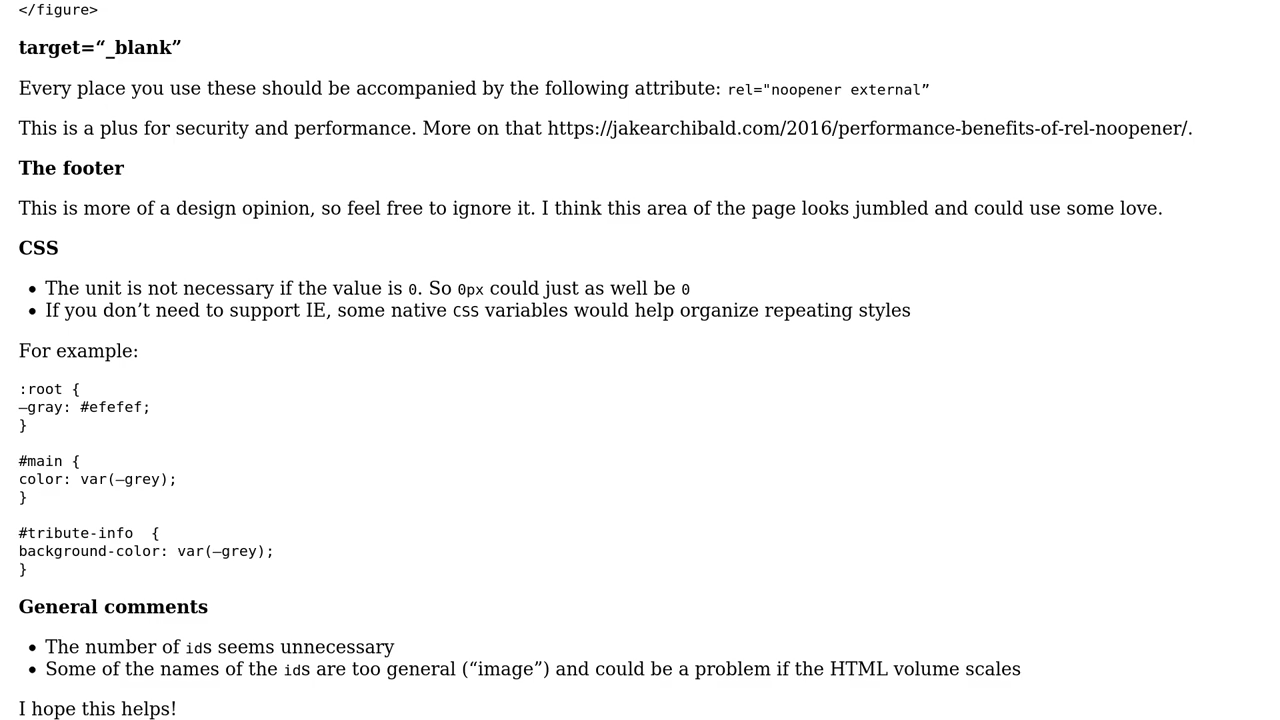 </figure>
target=“_blank”
Every place you use these should be accompanied by the following attribute: rel="noopener external”
This is a plus for security and performance. More on that https://jakearchibald.com/2016/performance-benefits-of-rel-noopener/.
The footer
This is more of a design opinion, so feel free to ignore it. I think this area of the page looks jumbled and could use some love.
CSS
• The unit is not necessary if the value is 0. So 0px could just as well be 0
• If you don’t need to support IE, some native CSS variables would help organize repeating styles
For example:
:root {
–gray: #efefef;
}
#main {
color: var(–grey);
}
#tribute-info  {
background-color: var(–grey);
}
General comments
• The number of ids seems unnecessary
• Some of the names of the ids are too general (“image”) and could be a problem if the HTML volume scales
I hope this helps!